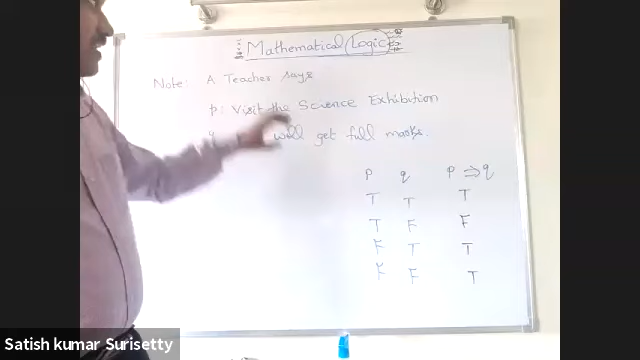 Mathematical Logic
Note: A Teacher says
p: Visit the Science Exhibition
q will get full marks.
p q p ⇒ q
T T T
T F F
F T T
F F T
Satish kumar Surisetty